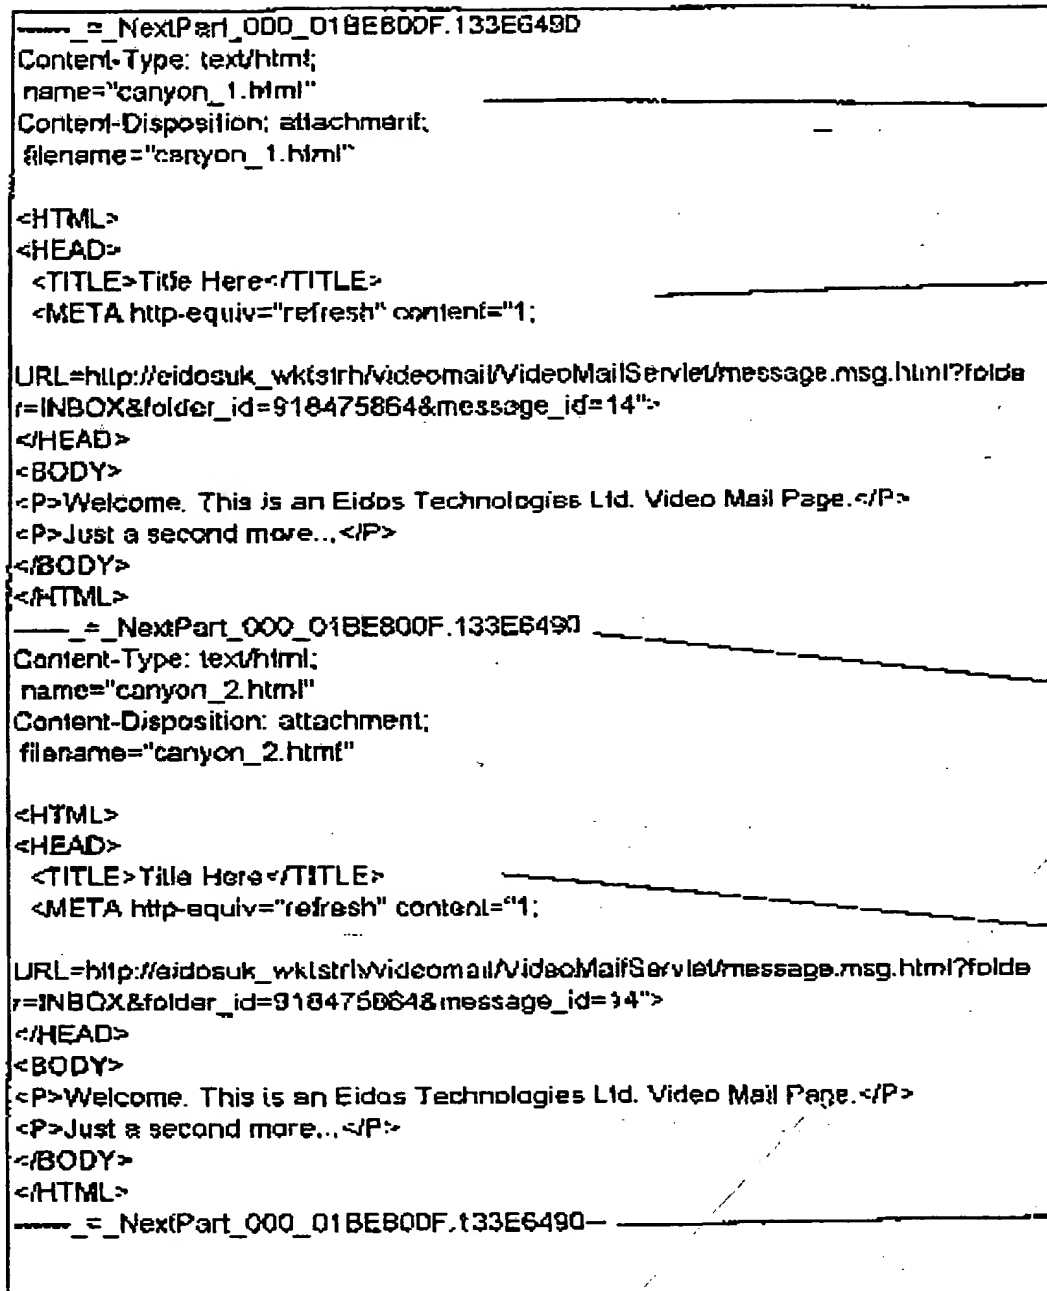 ------_=_NextPart_000_01BE800F.133E6490
Content-Type: text/html;
name="canyon_1.html"
Content-Disposition: attachment;
filename="canyon_1.html"
<HTML>
<HEAD>
<TITLE>Title Here</TITLE>
<META http-equiv="refresh" content="1;
URL=http://eidosuk_wktstrh/videomail/VideoMailServlet/message.msg.html?folde
r=INBOX&folder_id=918475864&message_id=14">
</HEAD>
<BODY>
<P>Welcome. This is an Eidos Technologies Ltd. Video Mail Page.</P>
<P>Just a second more...</P>
</BODY>
</HTML>
------_=_NextPart_000_01BE800F.133E6490
Content-Type: text/html;
name="canyon_2.html"
Content-Disposition: attachment;
filename="canyon_2.html"
<HTML>
<HEAD>
<TITLE>Title Here</TITLE>
<META http-equiv="refresh" content="1;
URL=http://eidosuk_wktstrh/videomail/VideoMailServlet/message.msg.html?folde
r=INBOX&folder_id=918475864&message_id=14">
</HEAD>
<BODY>
<P>Welcome. This is an Eidos Technologies Ltd. Video Mail Page.</P>
<P>Just a second more...</P>
</BODY>
</HTML>
------_=_NextPart_000_01BE800F.133E6490--